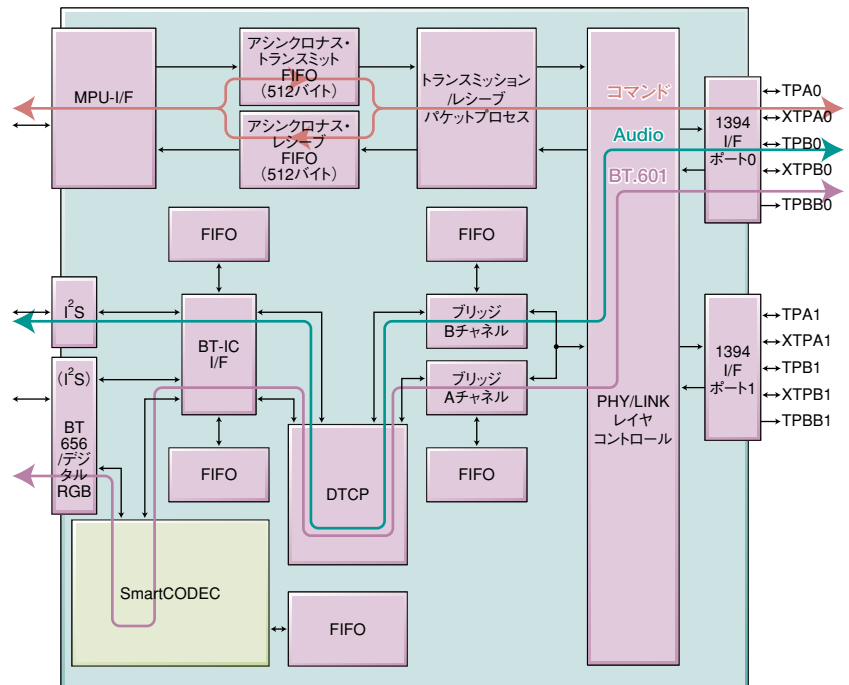 MPU-I/F
アシンクロナス・
トランスミット
FIFO
(512バイト)
アシンクロナス・
レシーブ
FIFO
(512バイト)
トランスミッション
/レシーブ
パケットプロセス
コマンド
Audio
BT.601
1394
I/F
ポート0
TPA0
XTPA0
TPB0
XTPB0
TPBB0
FIFO
FIFO
I²S
BT-IC
I/F
ブリッジ
Bチャネル
ブリッジ
Aチャネル
PHY/LINK
レイヤ
コントロール
1394
I/F
ポート1
TPA1
XTPA1
TPB1
XTPB1
TPBB1
(I²S)
BT
656
/デジ
タル
RGB
FIFO
DTCP
FIFO
SmartCODEC
FIFO